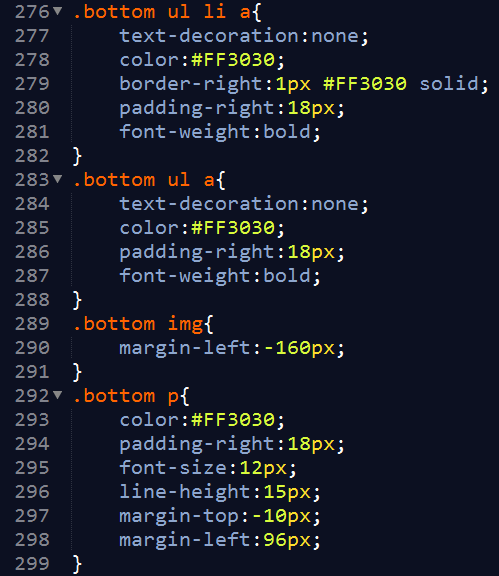 276 .bottom ul li a{
277 text-decoration:none;
278 color:#FF3030;
279 border-right:1px #FF3030 solid;
280 padding-right:18px;
281 font-weight:bold;
282 }
283 .bottom ul a{
284 text-decoration:none;
285 color:#FF3030;
286 padding-right:18px;
287 font-weight:bold;
288 }
289 .bottom img{
290 margin-left:-160px;
291 }
292 .bottom p{
293 color:#FF3030;
294 padding-right:18px;
295 font-size:12px;
296 line-height:15px;
297 margin-top:-10px;
298 margin-left:96px;
299 }